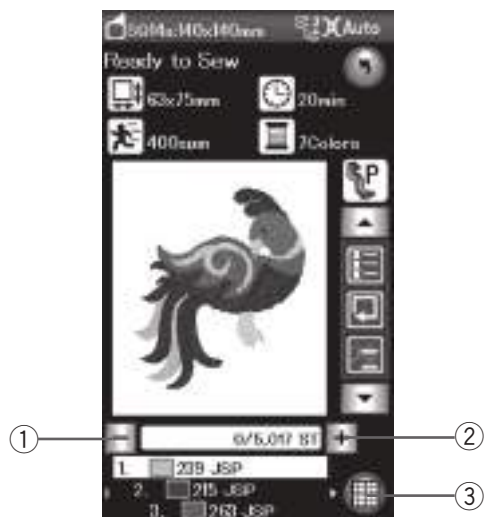 SQ14a:140x140mm Auto
Ready to Sew
63x75mm 20min
400spm 7Colors
P
① − 0/5,017 ST + ②
1. 239 JSP
2. 215 JSP
3. 263 JSP
③